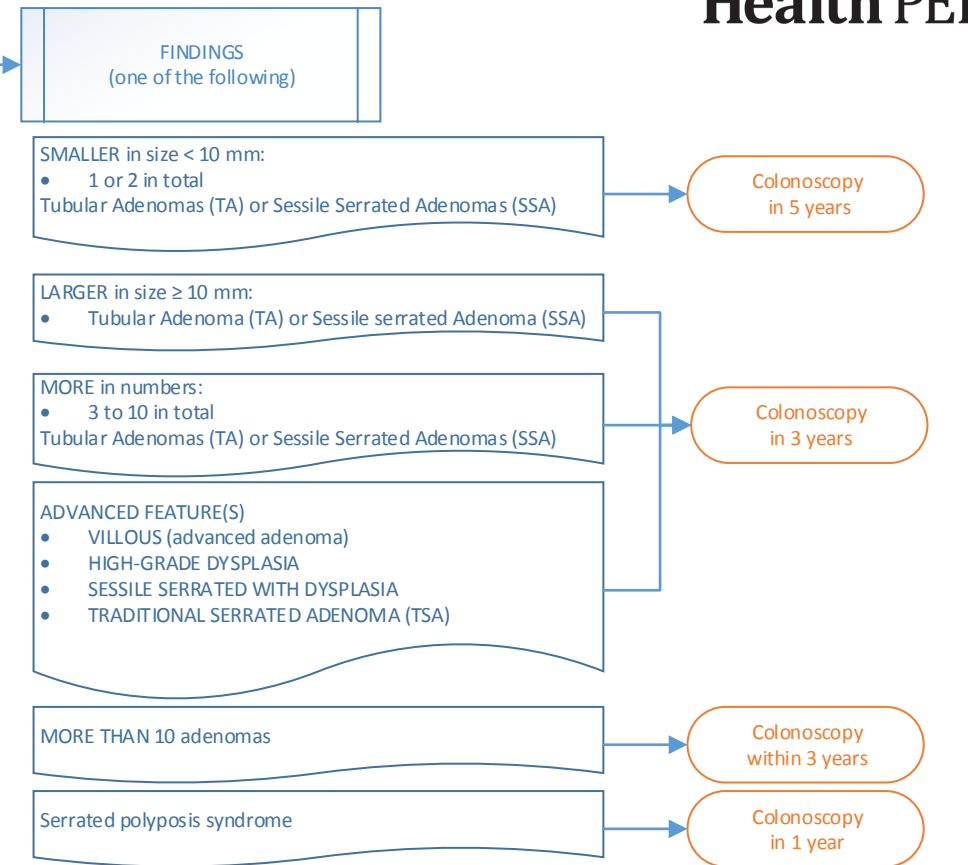 Health PEI
FINDINGS
(one of the following)
SMALLER in size < 10 mm:
• 1 or 2 in total
Tubular Adenomas (TA) or Sessile Serrated Adenomas (SSA)
Colonoscopy
in 5 years
LARGER in size ≥ 10 mm:
• Tubular Adenoma (TA) or Sessile serrated Adenoma (SSA)
MORE in numbers:
• 3 to 10 in total
Tubular Adenomas (TA) or Sessile Serrated Adenomas (SSA)
Colonoscopy
in 3 years
ADVANCED FEATURE(S)
• VILLOUS (advanced adenoma)
• HIGH-GRADE DYSPLASIA
• SESSILE SERRATED WITH DYSPLASIA
• TRADITIONAL SERRATED ADENOMA (TSA)
MORE THAN 10 adenomas
Colonoscopy
within 3 years
Serrated polyposis syndrome
Colonoscopy
in 1 year